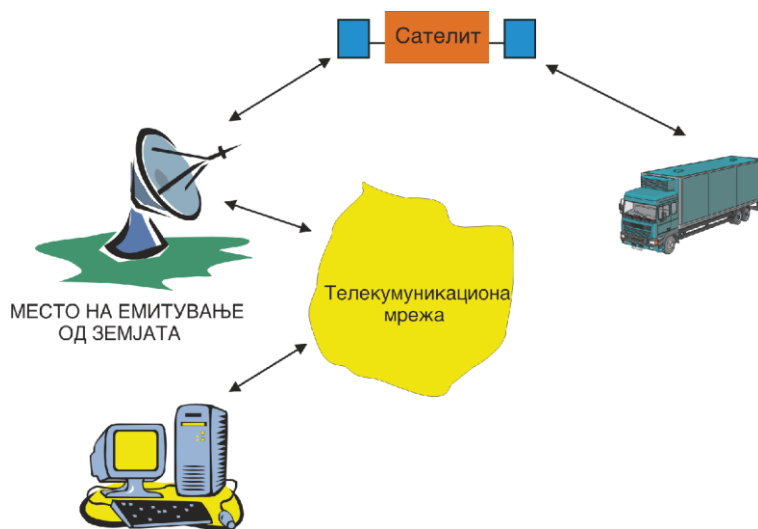 Сателит
МЕСТО НА ЕМИТУВАЊЕ
ОД ЗЕМЈАТА
Телекумуникациона
мрежа